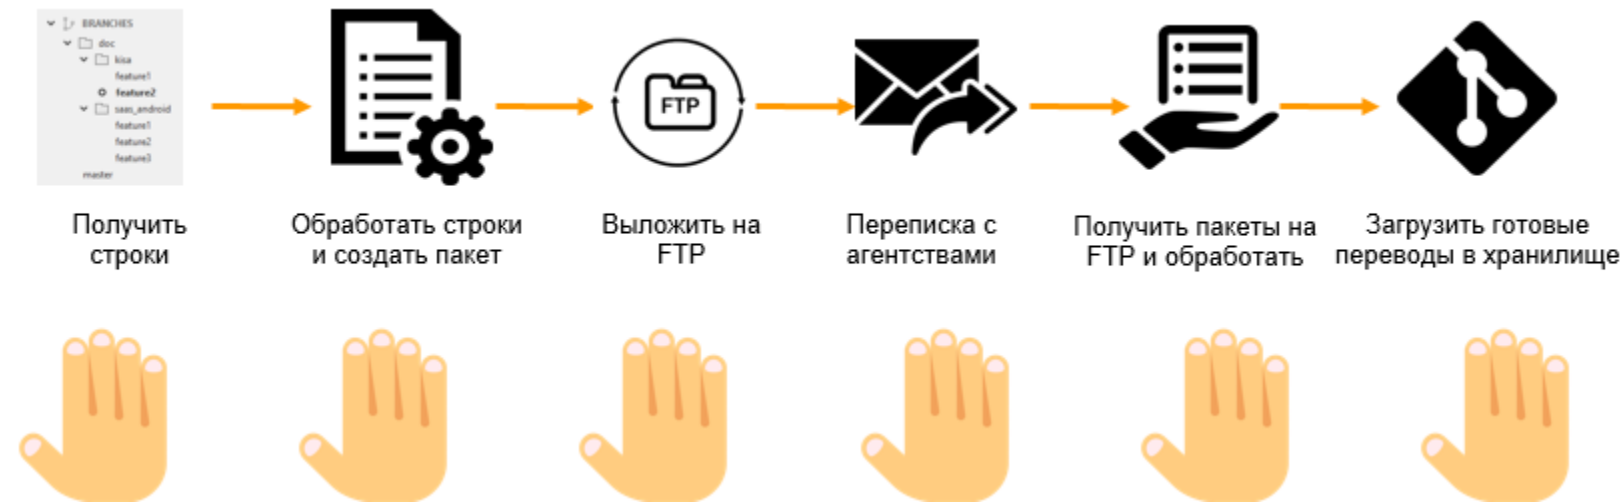 BRANCHES
doc
kisa
feature1
feature2
saas_android
feature1
feature2
feature3
master
FTP
Получить
строки
Обработать строки
и создать пакет
Выложить на
FTP
Переписка с
агентствами
Получить пакеты на
FTP и обработать
Загрузить готовые
переводы в хранилище